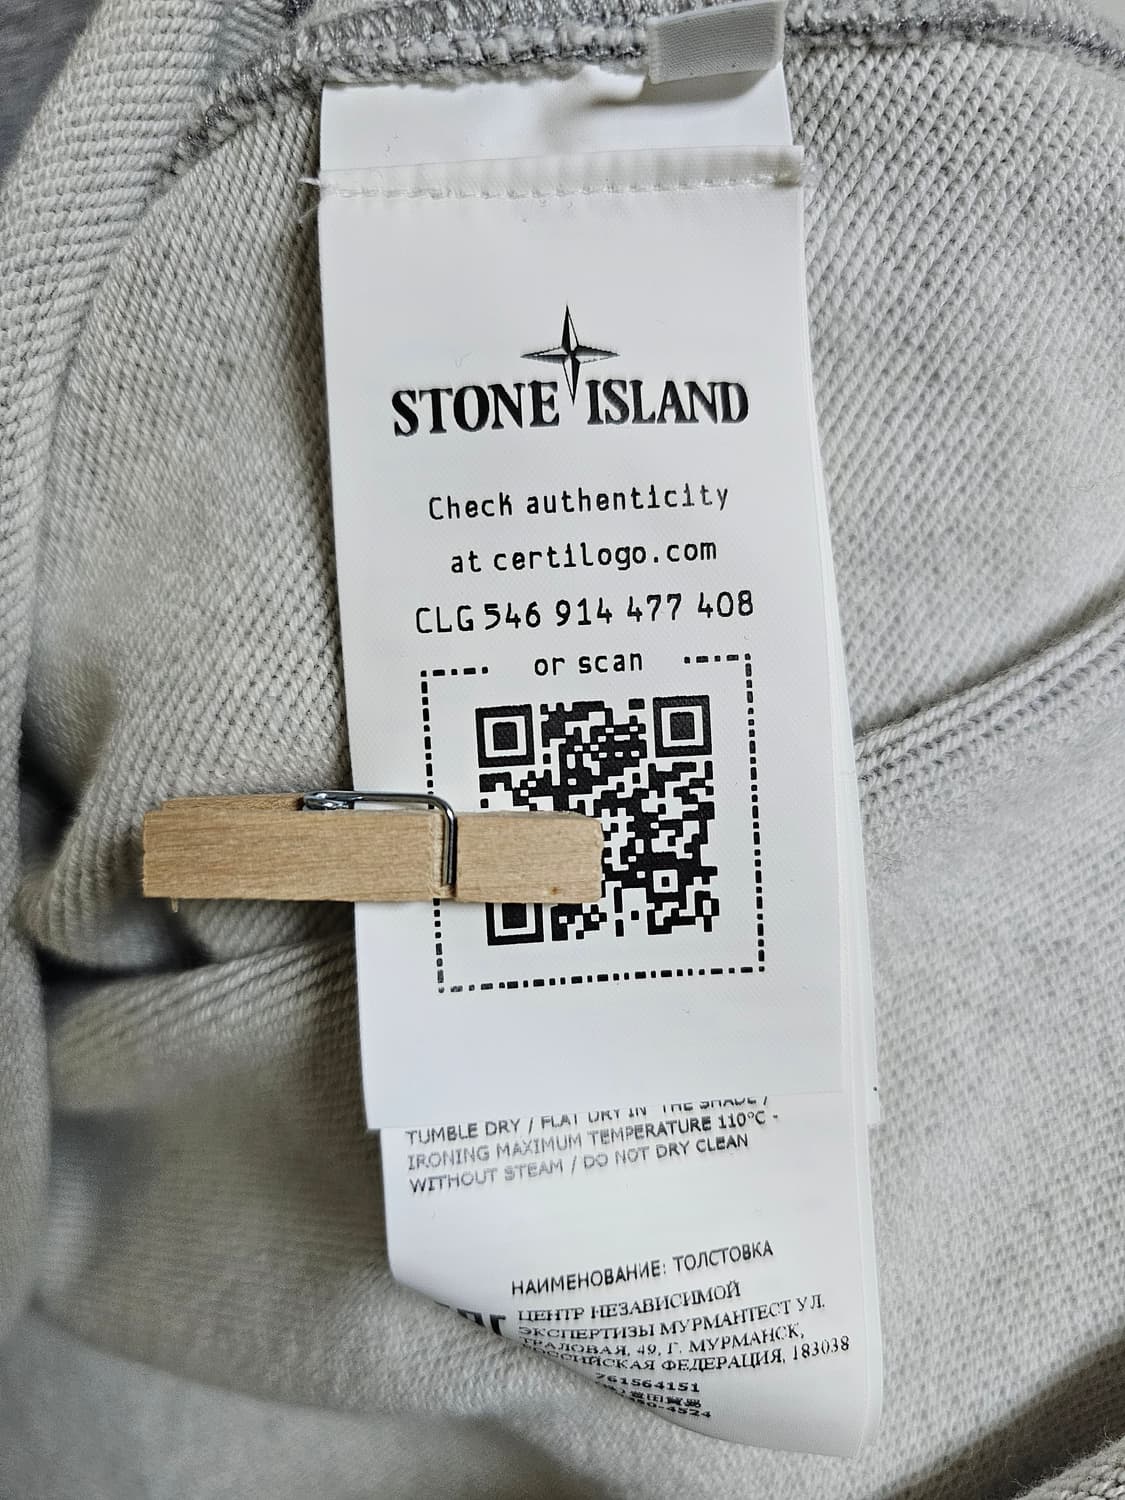 STONE ISLAND
Check authenticity
at certilogo.com
CLG 546 914 477 408
or scan
TUMBLE DRY / FLAT DRY IN THE SHADE /
IRONING MAXIMUM TEMPERATURE 110°C -
WITHOUT STEAM / DO NOT DRY CLEAN
НАИМЕНОВАНИЕ: ТОЛСТОВКА
ЦЕНТР НЕЗАВИСИМОЙ
ЭКСПЕРТИЗЫ МУРМАНТЕСТ УЛ.
ТРАЛОВАЯ, 49, Г. МУРМАНСК,
РОССИЙСКАЯ ФЕДЕРАЦИЯ, 183038
761564151